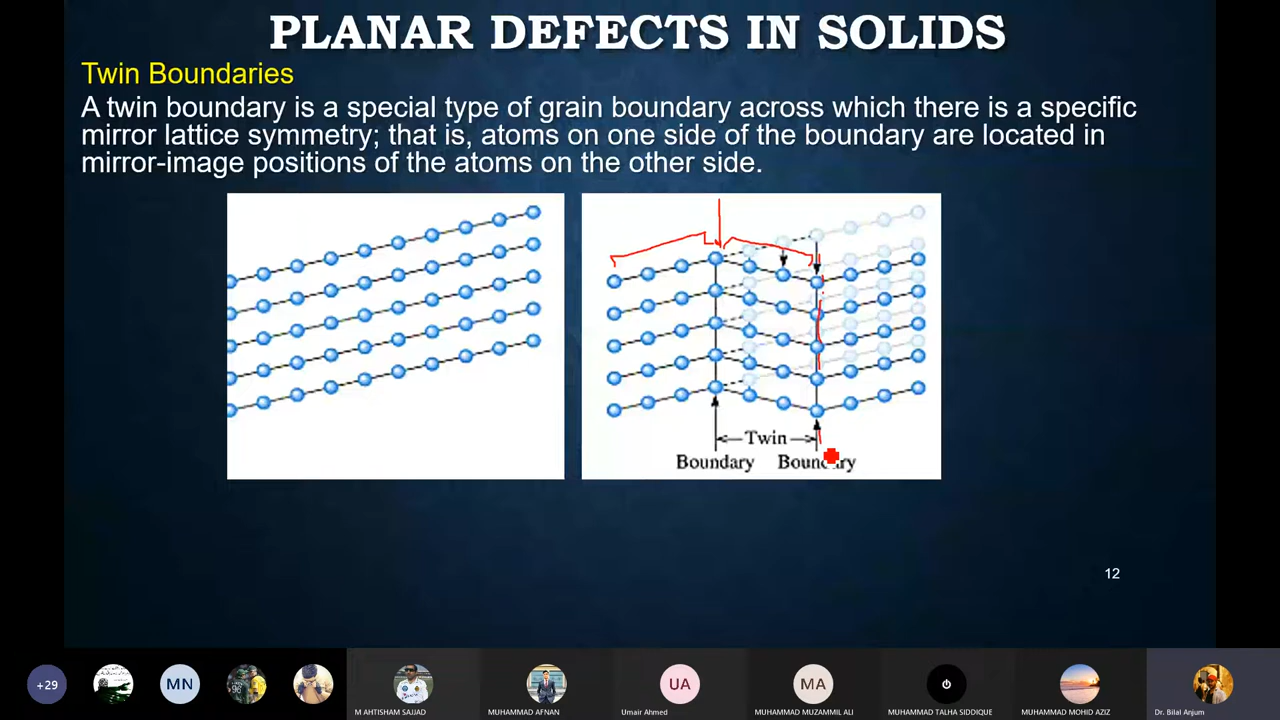 PLANAR DEFECTS IN SOLIDS
Twin Boundaries
A twin boundary is a special type of grain boundary across which there is a specific
mirror lattice symmetry; that is, atoms on one side of the boundary are located in
mirror-image positions of the atoms on the other side.
Twin
Boundary Boundary
12
+29 MN UA MA
M AHTISHAM SAJJAD MUHAMMAD AFNAN Umair Ahmed MUHAMMAD MUZAMMIL ALI MUHAMMAD TALHA SIDDIQUE MUHAMMAD MOHID AZIZ Dr. Bilal Anjum